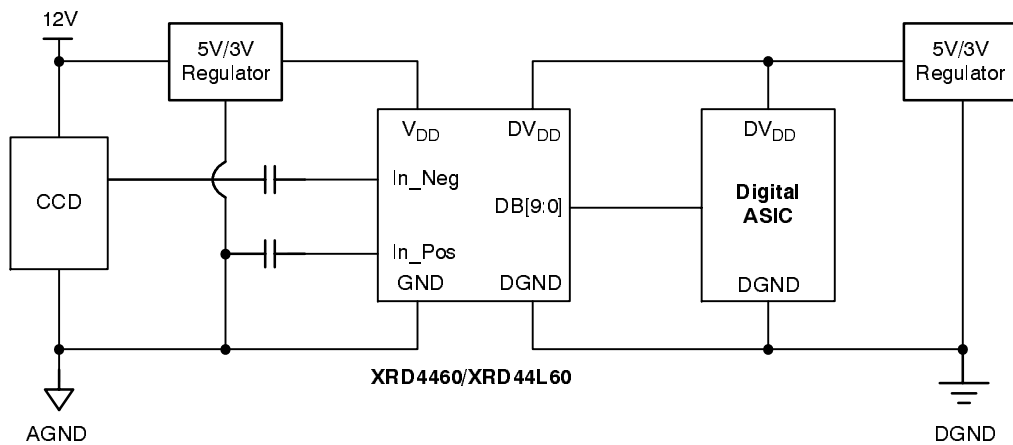 12V
5V/3V
Regulator
5V/3V
Regulator
VDD
DVDD
DVDD
CCD
In_Neg
DB[9:0]
Digital
ASIC
In_Pos
GND
DGND
DGND
XRD4460/XRD44L60
AGND
DGND